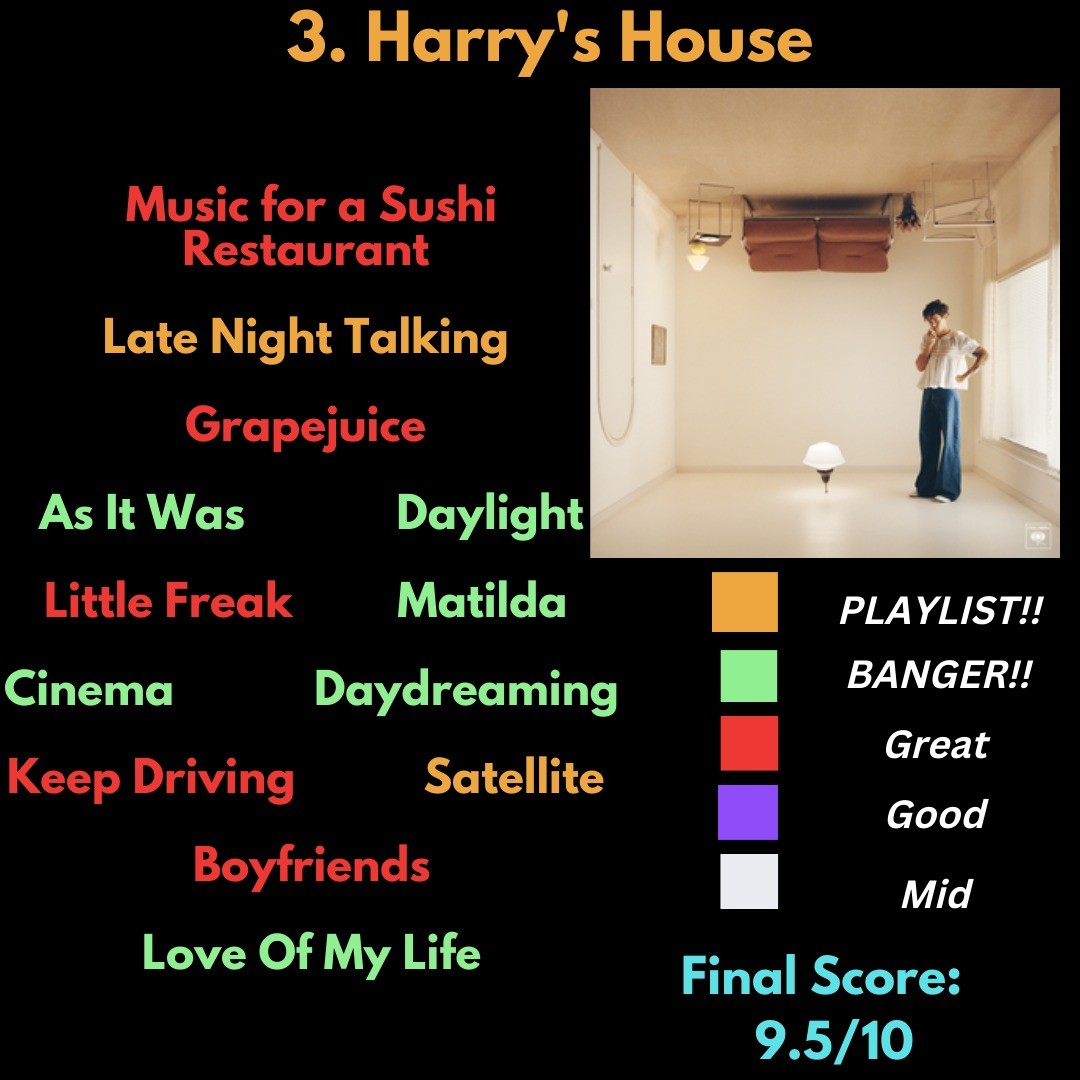 3. Harry's House
Music for a Sushi
Restaurant
Late Night Talking
Grapejuice
As It Was
Daylight
Little Freak
Matilda
Cinema
Daydreaming
Keep Driving
Satellite
Boyfriends
Love Of My Life
PLAYLIST!!
BANGER!!
Great
Good
Mid
Final Score:
9.5/10